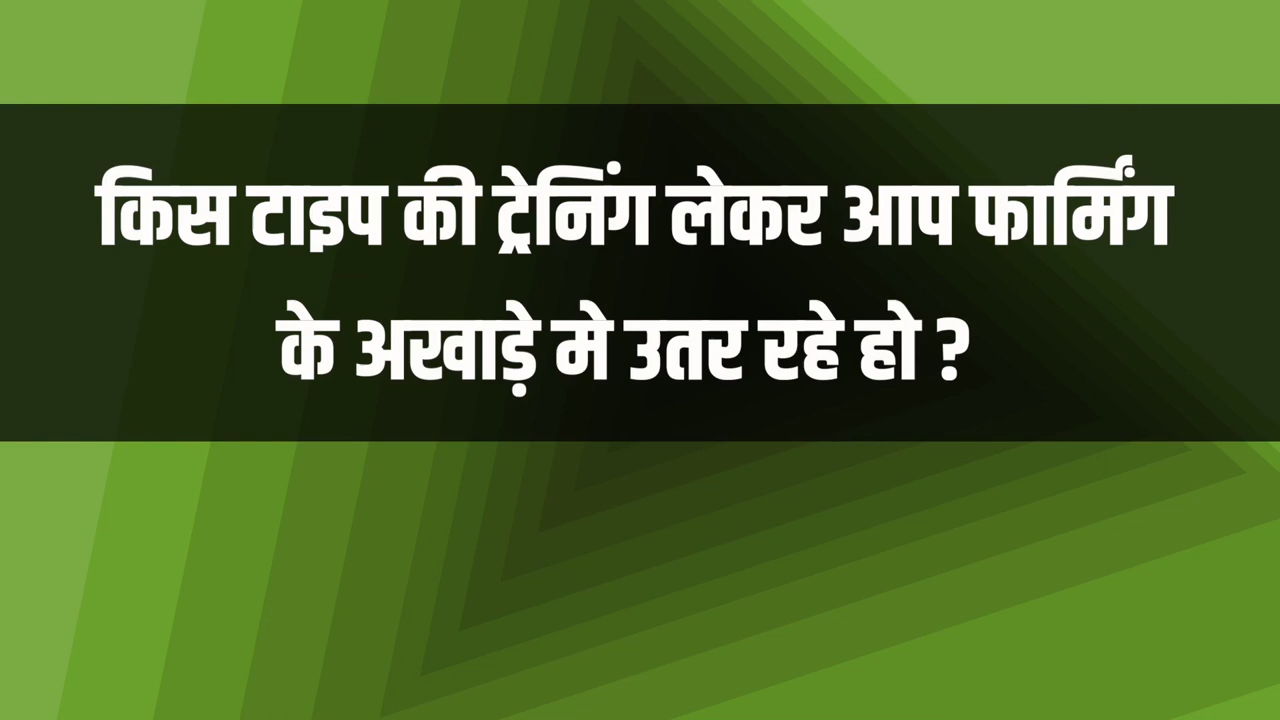 किस टाइप की ट्रेनिंग लेकर आप फार्मिंग
के अखाड़े मे उतर रहे हो ?